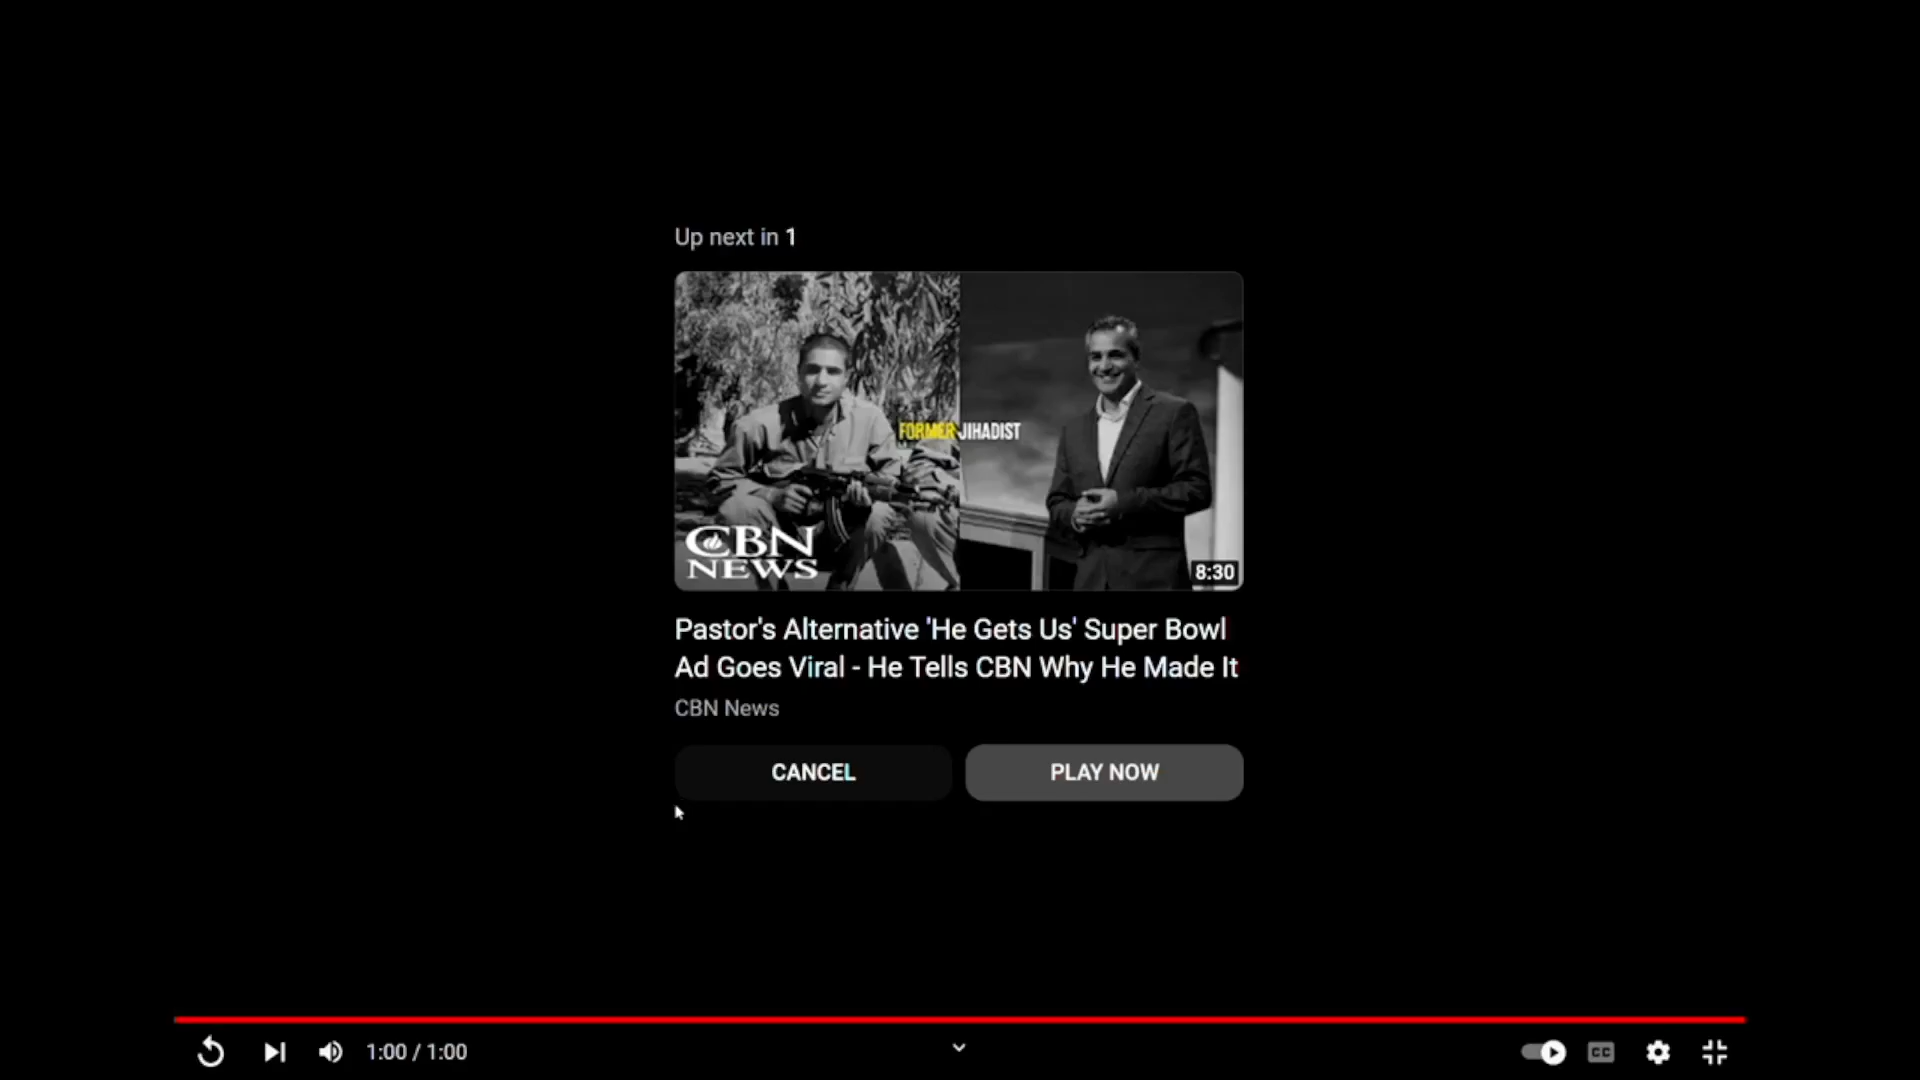 Up next in 1
FORMER JIHADIST
CBN
NEWS
8:30
Pastor's Alternative 'He Gets Us' Super Bowl
Ad Goes Viral - He Tells CBN Why He Made It
CBN News
CANCEL
PLAY NOW
1:00 / 1:00
CC